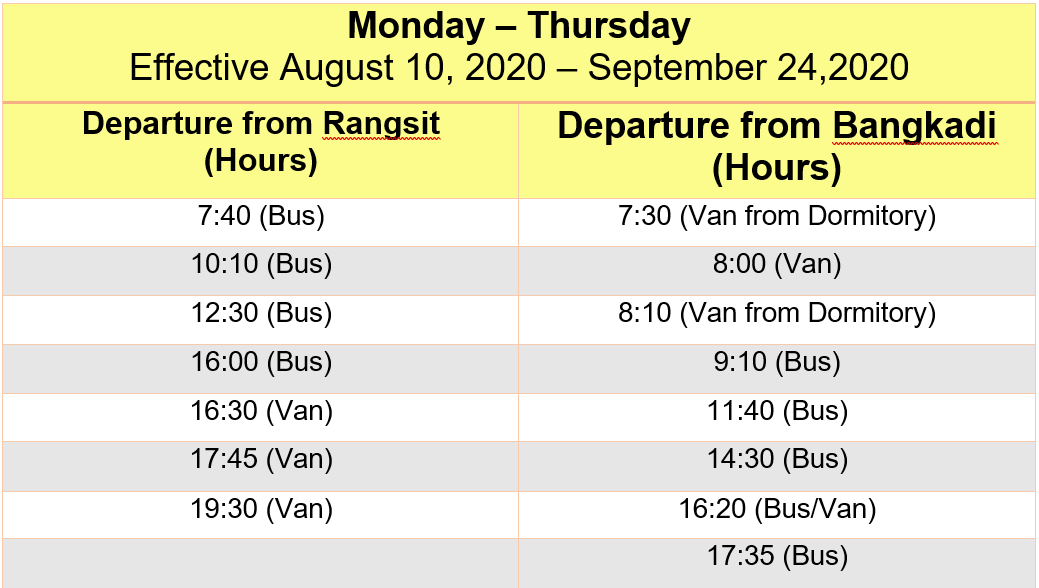 Monday – Thursday
Effective August 10, 2020 – September 24,2020
Departure from Rangsit
(Hours)
Departure from Bangkadi
(Hours)
7:40 (Bus)
7:30 (Van from Dormitory)
10:10 (Bus)
8:00 (Van)
12:30 (Bus)
8:10 (Van from Dormitory)
16:00 (Bus)
9:10 (Bus)
16:30 (Van)
11:40 (Bus)
17:45 (Van)
14:30 (Bus)
19:30 (Van)
16:20 (Bus/Van)
17:35 (Bus)